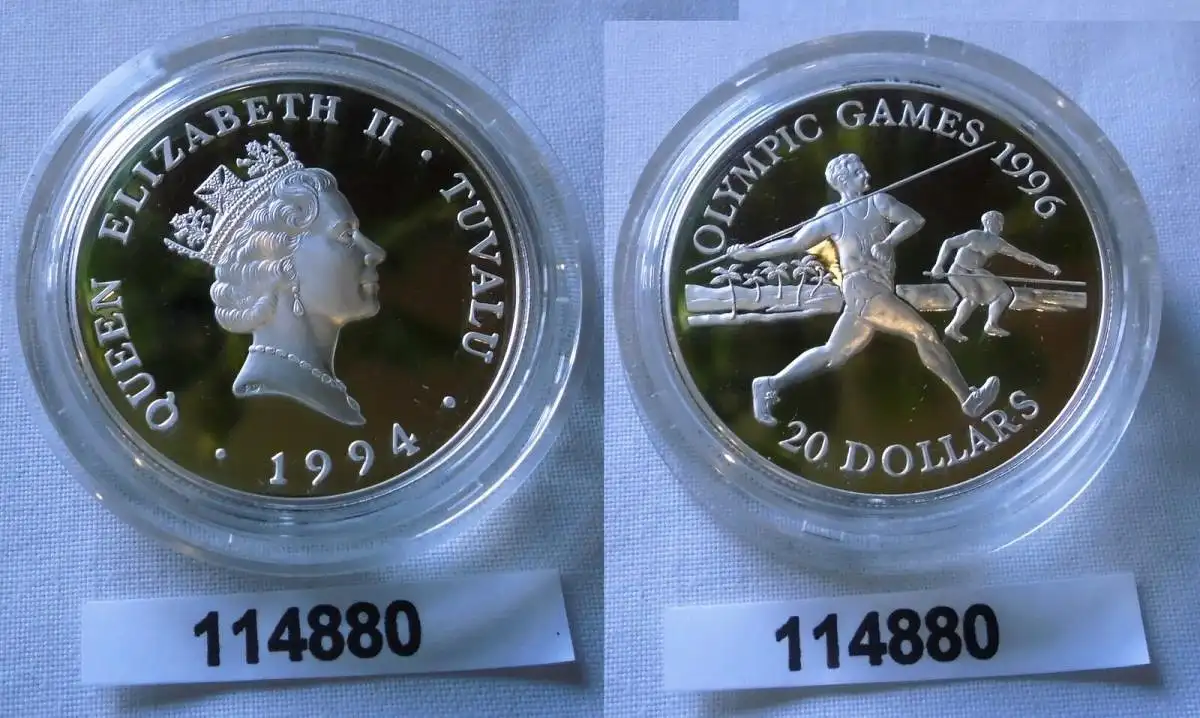 QUEEN ELIZABETH II · TUVALU ·
· 1994
114880
OLYMPIC GAMES 1996
20 DOLLARS
114880